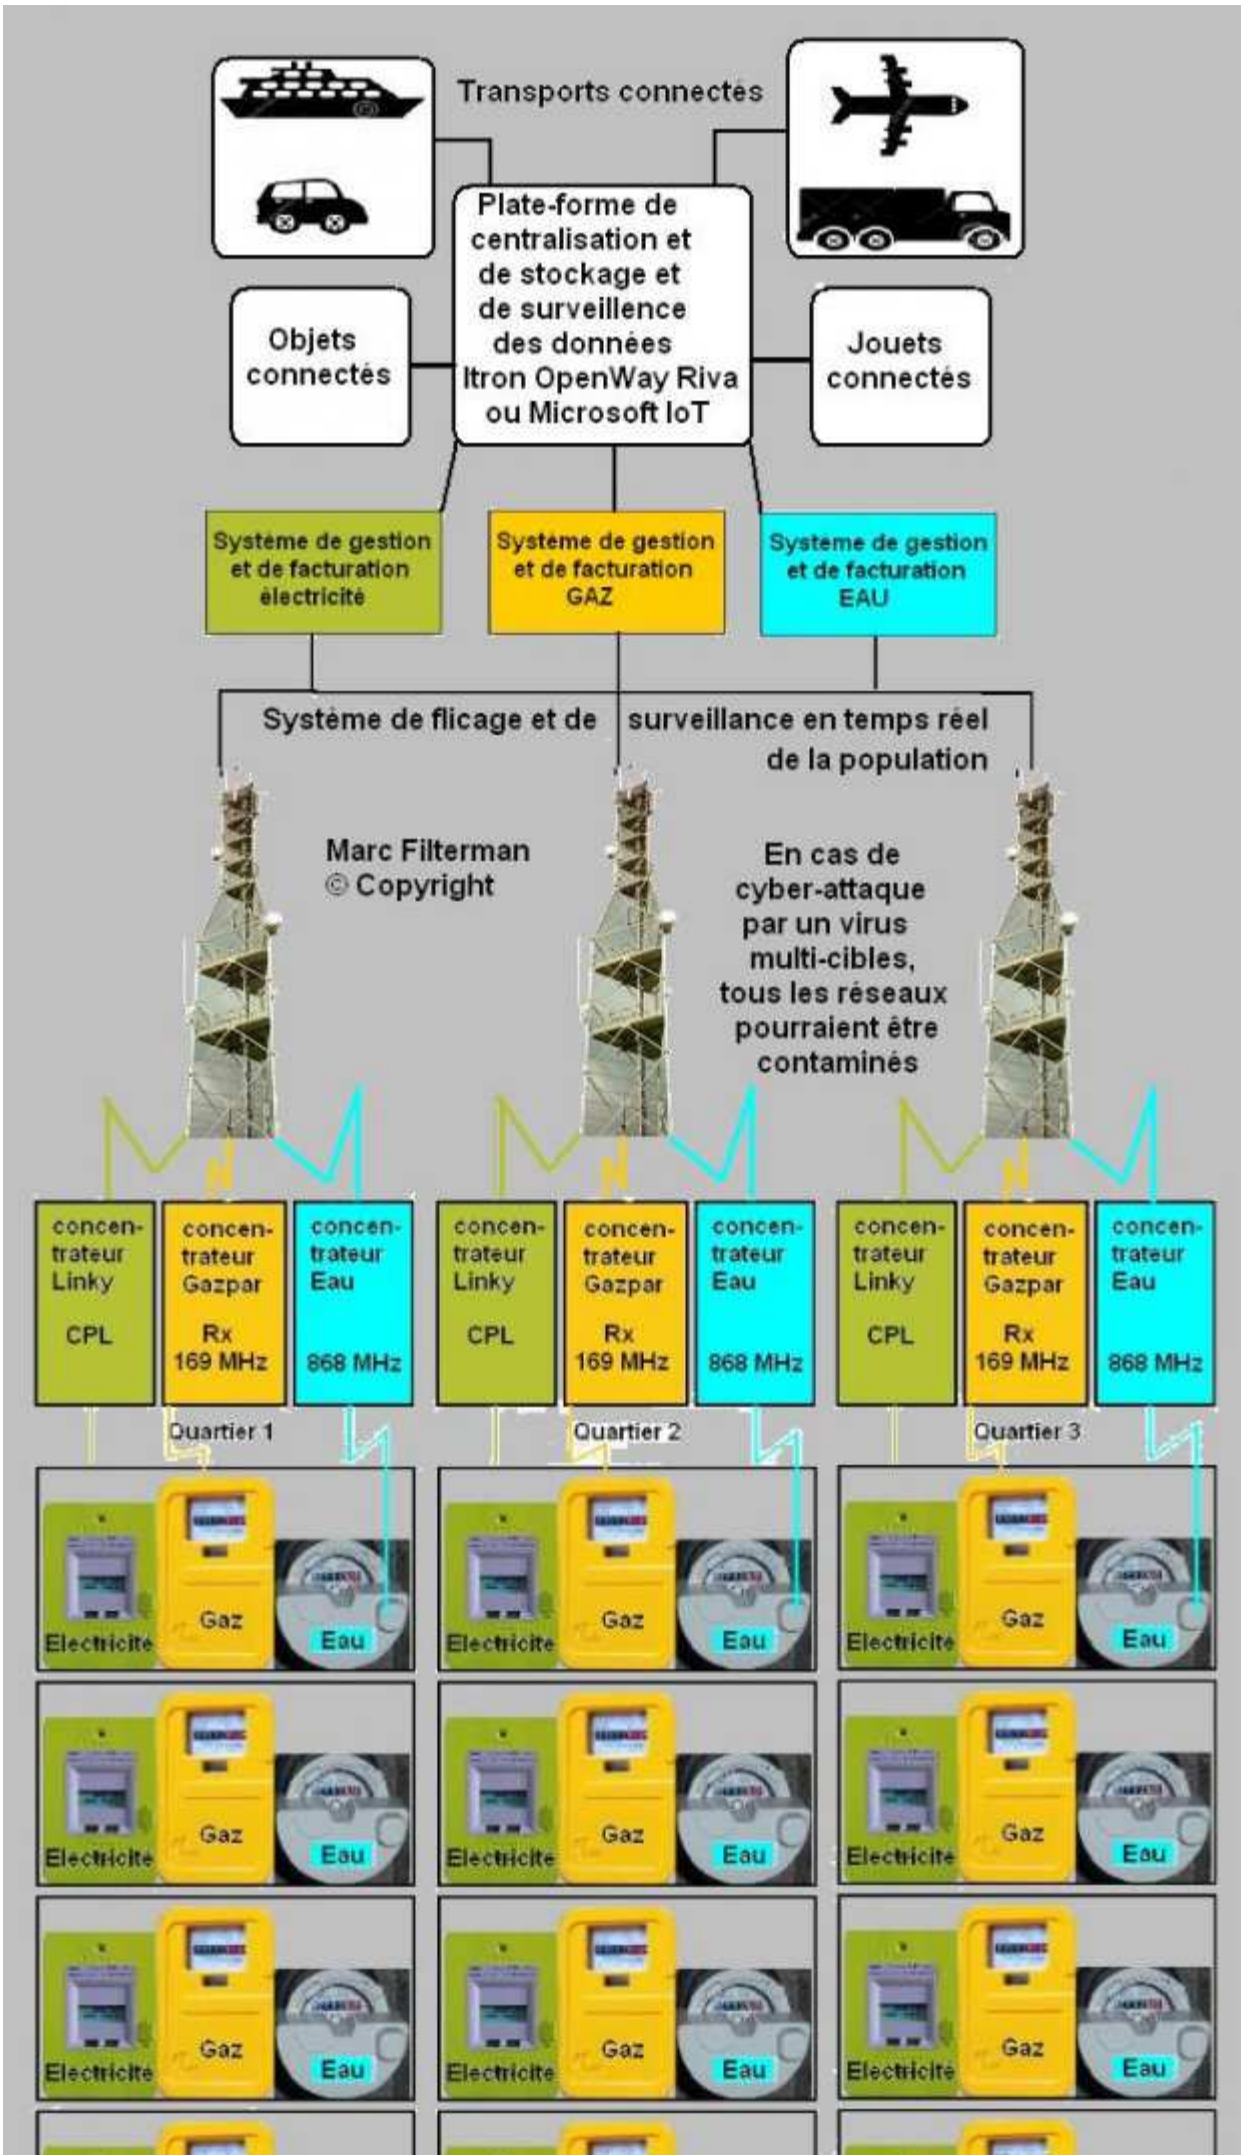 Transports connectés
Plate-forme de
centralisation et
de stockage et
de surveillence
des données
Itron OpenWay Riva
ou Microsoft IoT
Objets
connectés
Jouets
connectés
Système de gestion
et de facturation
électricité
Système de gestion
et de facturation
GAZ
Système de gestion
et de facturation
EAU
Système de flicage et de surveillance en temps réel
de la population
Marc Filterman
© Copyright
En cas de
cyber-attaque
par un virus
multi-cibles,
tous les réseaux
pourraient être
contaminés
concen-
trateur
Linky
CPL
concen-
trateur
Gazpar
Rx
169 MHz
concen-
trateur
Eau
868 MHz
concen-
trateur
Linky
CPL
concen-
trateur
Gazpar
Rx
169 MHz
concen-
trateur
Eau
868 MHz
concen-
trateur
Linky
CPL
concen-
trateur
Gazpar
Rx
169 MHz
concen-
trateur
Eau
868 MHz
Quartier 1
Quartier 2
Quartier 3
Electricité
Gaz
Eau
Electricité
Gaz
Eau
Electricité
Gaz
Eau
Electricité
Gaz
Eau
Electricité
Gaz
Eau
Electricité
Gaz
Eau
Electricité
Gaz
Eau
Electricité
Gaz
Eau
Electricité
Gaz
Eau